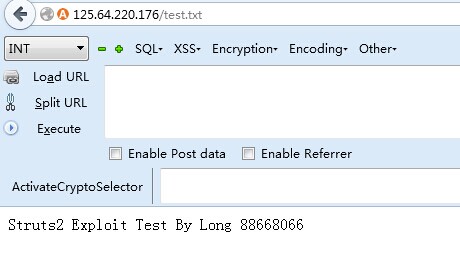 125.64.220.176/test.txt
INT SQL▾ XSS▾ Encryption▾ Encoding▾ Other▾
Load URL
Split URL
Execute
Enable Post data Enable Referrer
ActivateCryptoSelector
Struts2 Exploit Test By Long 88668066